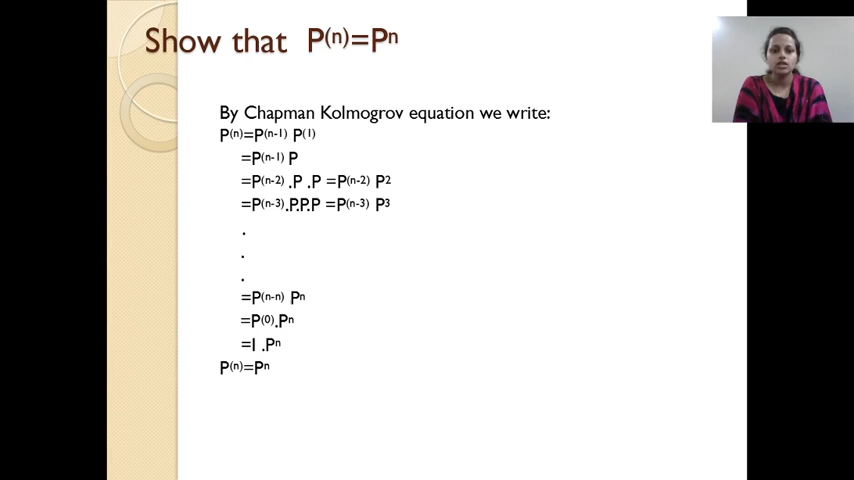 Show that P⁽ⁿ⁾=Pⁿ
By Chapman Kolmogrov equation we write:
P⁽ⁿ⁾=P⁽ⁿ⁻¹⁾ P⁽¹⁾
=P⁽ⁿ⁻¹⁾ P
=P⁽ⁿ⁻²⁾ .P .P =P⁽ⁿ⁻²⁾ P²
=P⁽ⁿ⁻³⁾.P.P.P =P⁽ⁿ⁻³⁾ P³
.
.
.
=P⁽ⁿ⁻ⁿ⁾ Pⁿ
=P⁽⁰⁾.Pⁿ
=I .Pⁿ
P⁽ⁿ⁾=Pⁿ